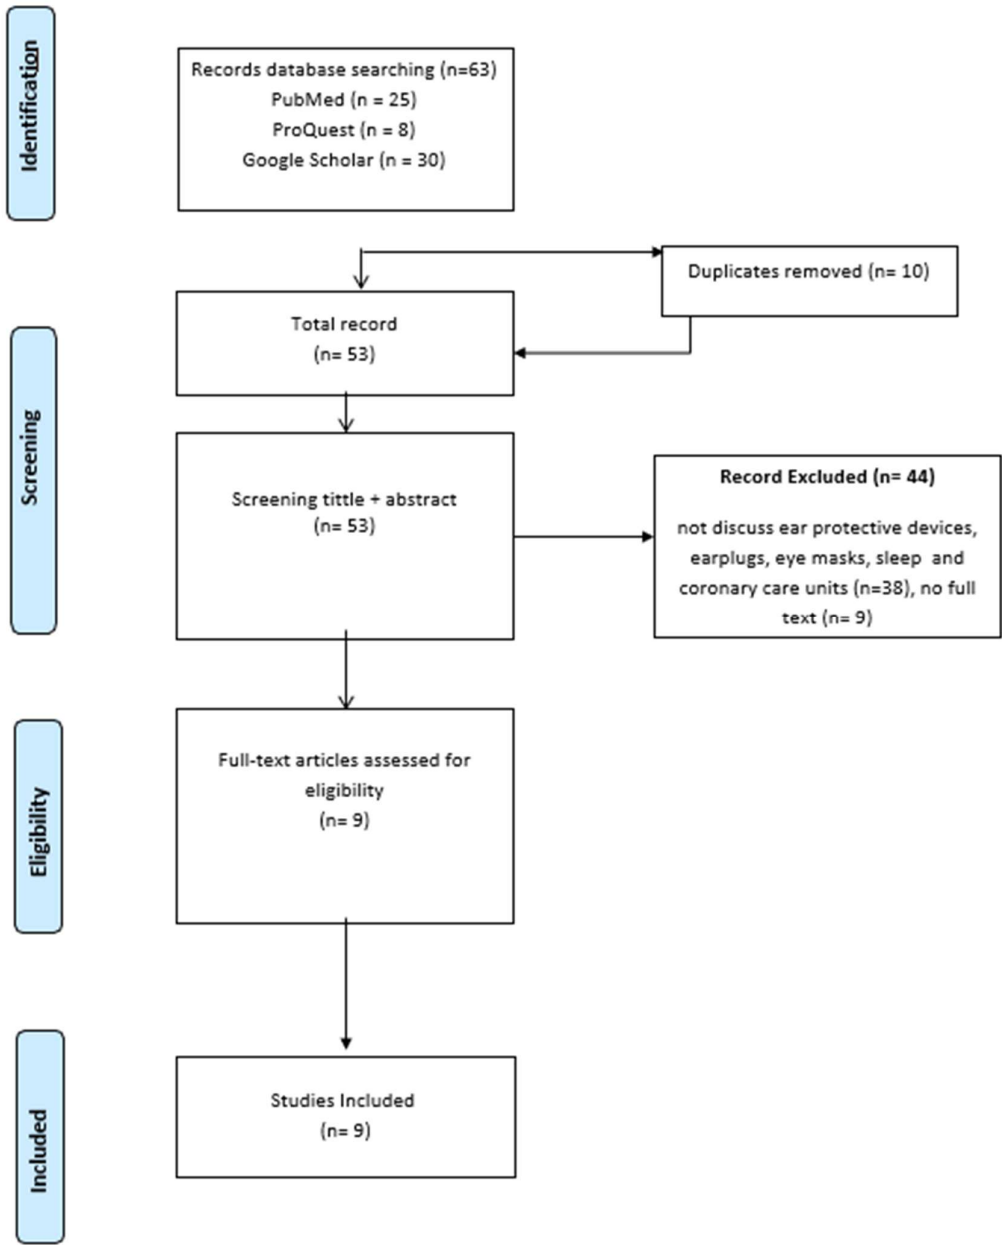 Identification
Records database searching (n=63)
PubMed (n = 25)
ProQuest (n = 8)
Google Scholar (n = 30)
Duplicates removed (n= 10)
Screening
Total record
(n= 53)
Screening tittle + abstract
(n= 53)
Record Excluded (n= 44)
not discuss ear protective devices,
earplugs, eye masks, sleep and
coronary care units (n=38), no full
text (n= 9)
Eligibility
Full-text articles assessed for
eligibility
(n= 9)
Included
Studies Included
(n= 9)